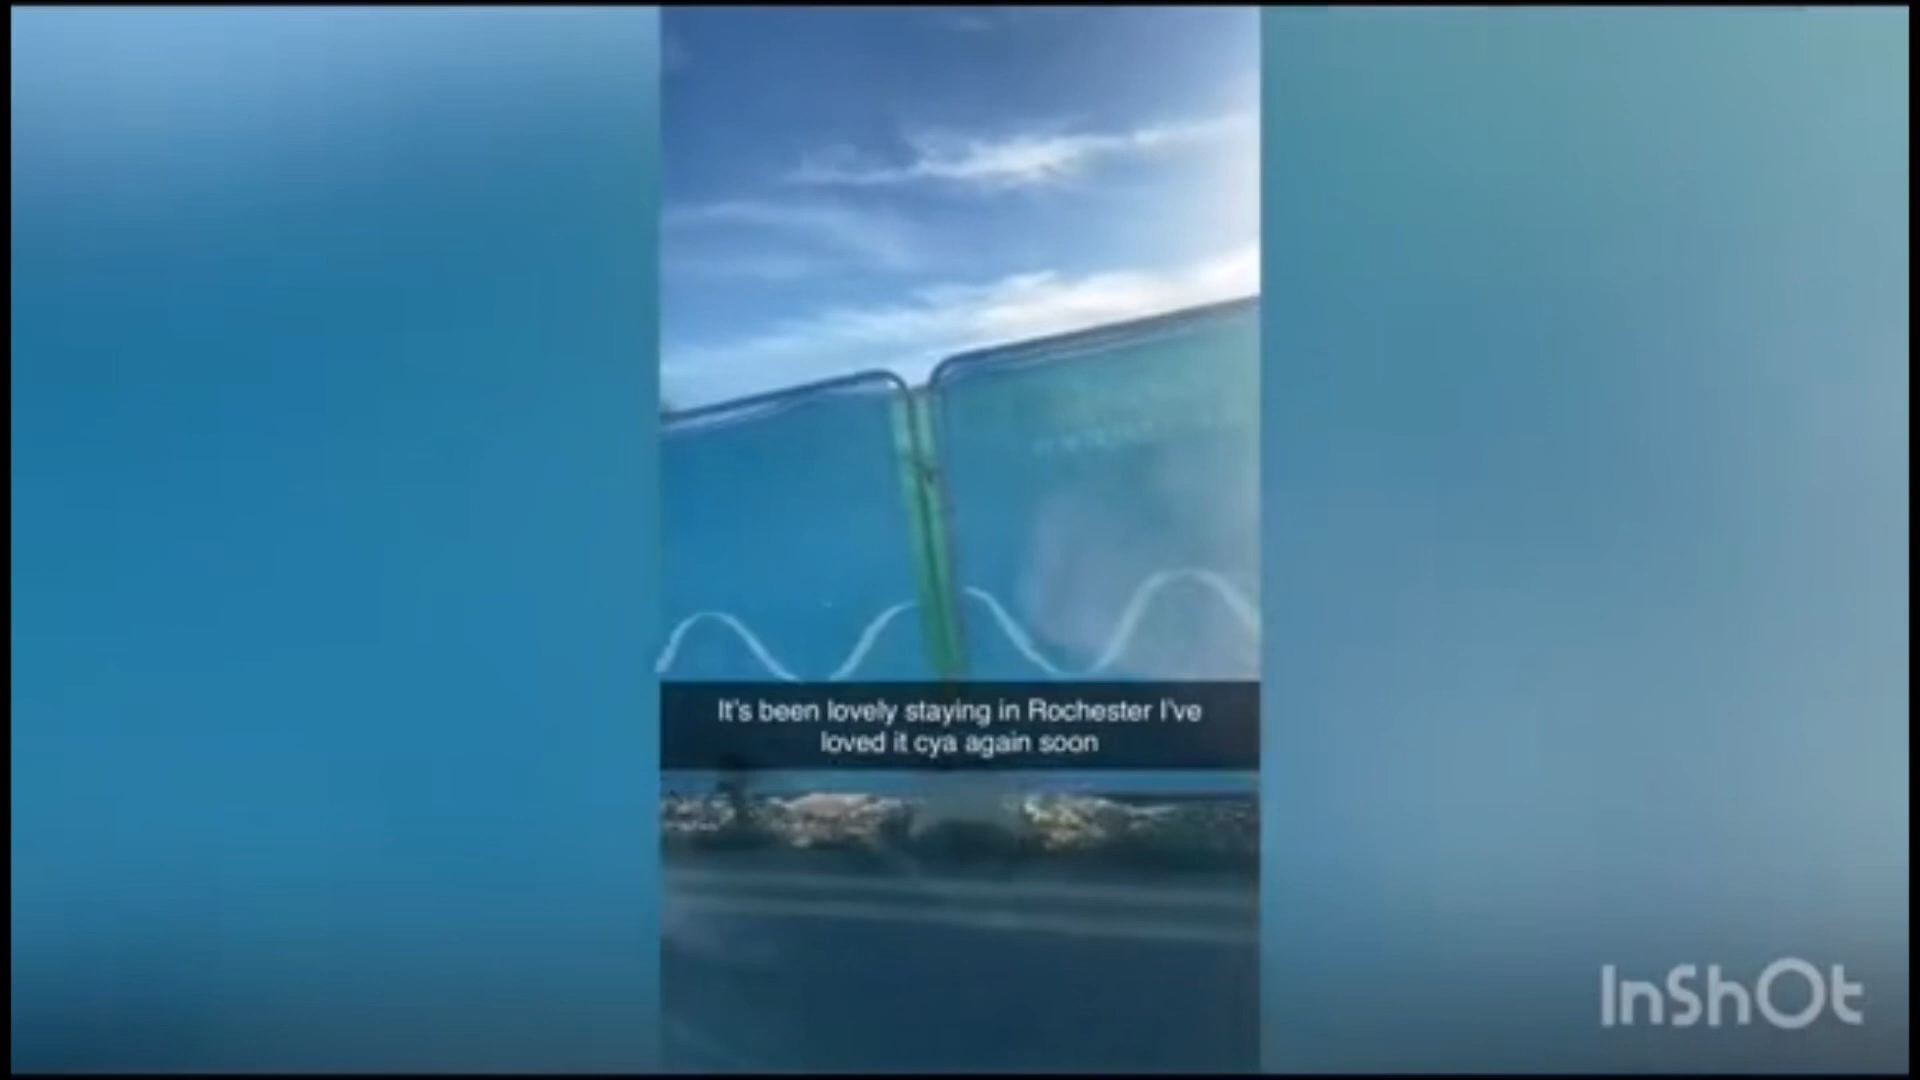 It's been lovely staying in Rochester I've
loved it cya again soon
InShOt